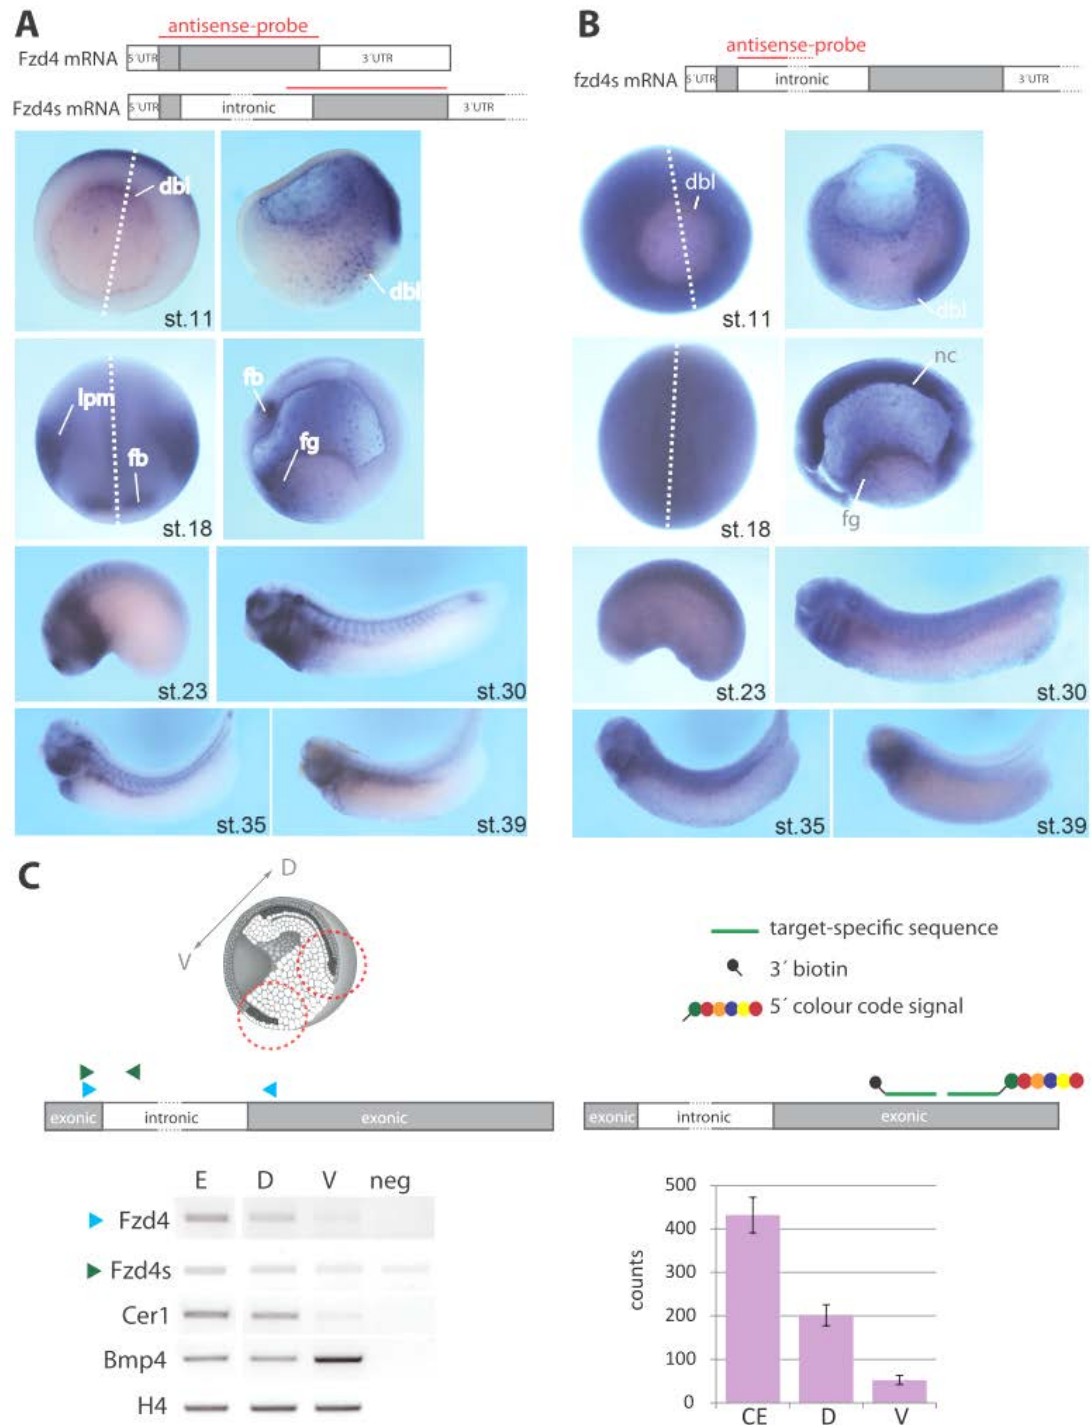 A
antisense-probe
Fzd4 mRNA
5´UTR
3´UTR
Fzd4s mRNA
5´UTR
intronic
3´UTR
dbl
st.11
dbl
lpm
fb
st.18
fb
fg
st.23
st.30
st.35
st.39
B
antisense-probe
fzd4s mRNA
5´UTR
intronic
3´UTR
dbl
st.11
dbl
st.18
nc
fg
st.23
st.30
st.35
st.39
C
D
V
exonic
intronic
exonic
E D V neg
Fzd4
Fzd4s
Cer1
Bmp4
H4
target-specific sequence
3´ biotin
5´ colour code signal
exonic
intronic
exonic
counts
500
400
300
200
100
0
CE D V